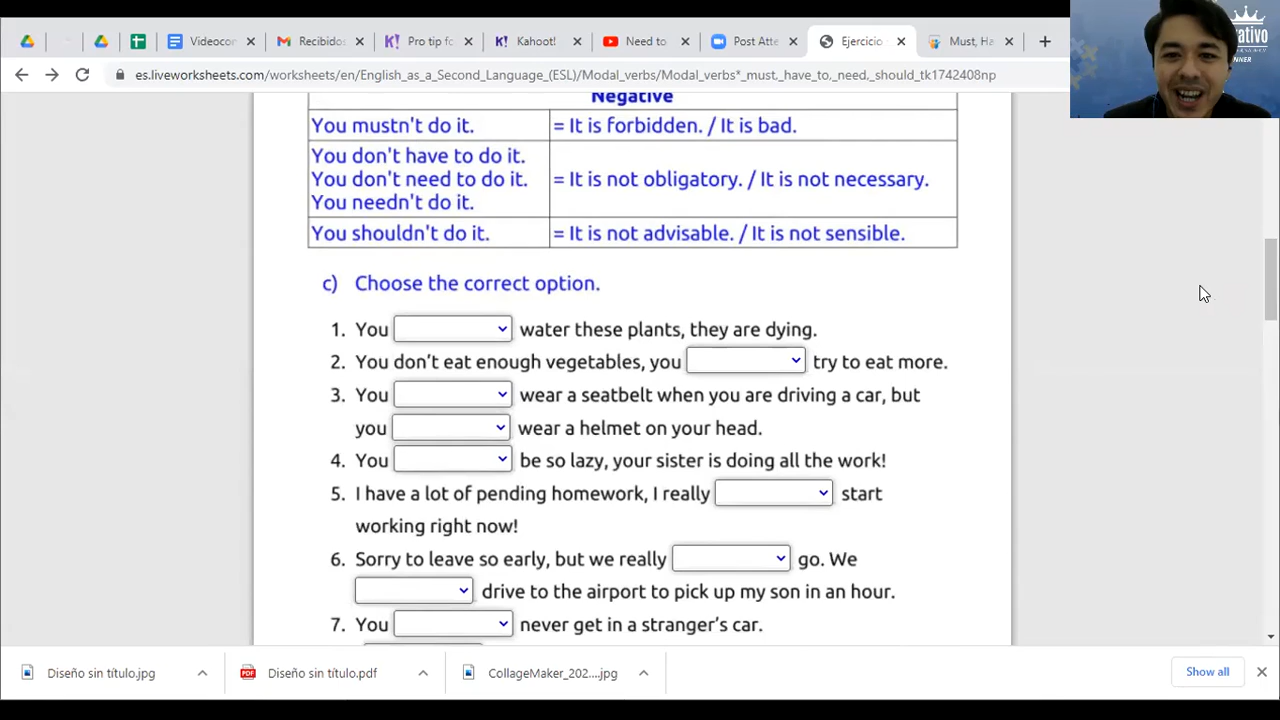 Videocon
Recibidos
Pro tip fo
Kahoot!
Need to
Post Atte
Ejercicio
Must, Ha
es.liveworksheets.com/worksheets/en/English_as_a_Second_Language_(ESL)/Modal_verbs/Modal_verbs*_must,_have_to,_need,_should_tk1742408np
Negative
You mustn't do it. = It is forbidden. / It is bad.
You don't have to do it.
You don't need to do it. = It is not obligatory. / It is not necessary.
You needn't do it.
You shouldn't do it. = It is not advisable. / It is not sensible.
c) Choose the correct option.
1. You water these plants, they are dying.
2. You don't eat enough vegetables, you try to eat more.
3. You wear a seatbelt when you are driving a car, but
you wear a helmet on your head.
4. You be so lazy, your sister is doing all the work!
5. I have a lot of pending homework, I really start
working right now!
6. Sorry to leave so early, but we really go. We
drive to the airport to pick up my son in an hour.
7. You never get in a stranger's car.
Diseño sin título.jpg
PDF
Diseño sin título.pdf
CollageMaker_202....jpg
Show all